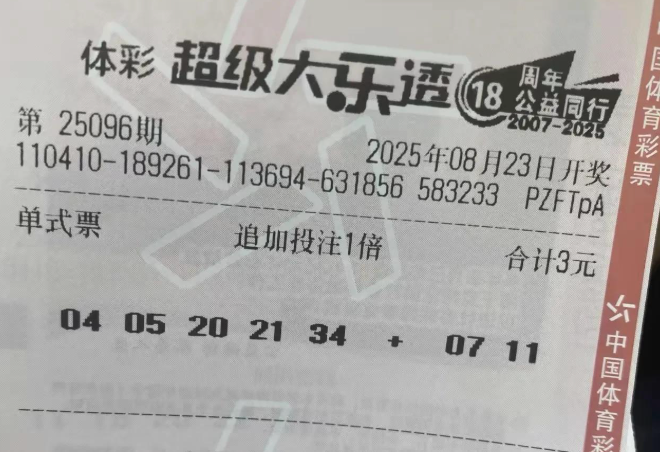 体彩 超级大乐透 18 周年 公益同行 2007-2025
第 25096期 2025年08月23日开奖
110410-189261-113694-631856 583233 PZFTpA
单式票 追加投注1倍 合计3元
04 05 20 21 34 + 07 11
国体育彩票
中国体育彩